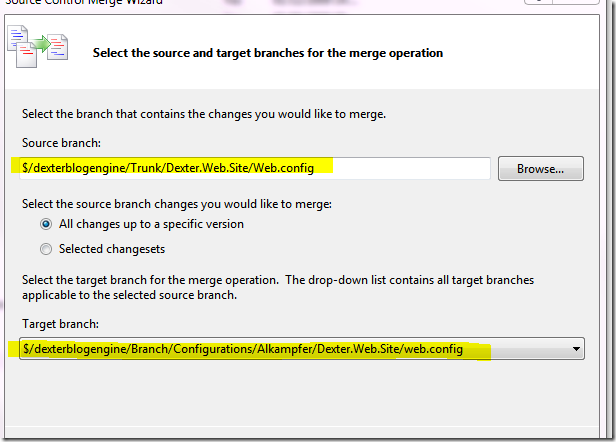 Source Control Merge Wizard
Select the source and target branches for the merge operation
Select the branch that contains the changes you would like to merge.
Source branch:
$/dexterblogengine/Trunk/Dexter.Web.Site/Web.config
Browse...
Select the source branch changes you would like to merge:
All changes up to a specific version
Selected changesets
Select the target branch for the merge operation. The drop-down list contains all target branches
applicable to the selected source branch.
Target branch:
$/dexterblogengine/Branch/Configurations/Alkampfer/Dexter.Web.Site/web.config